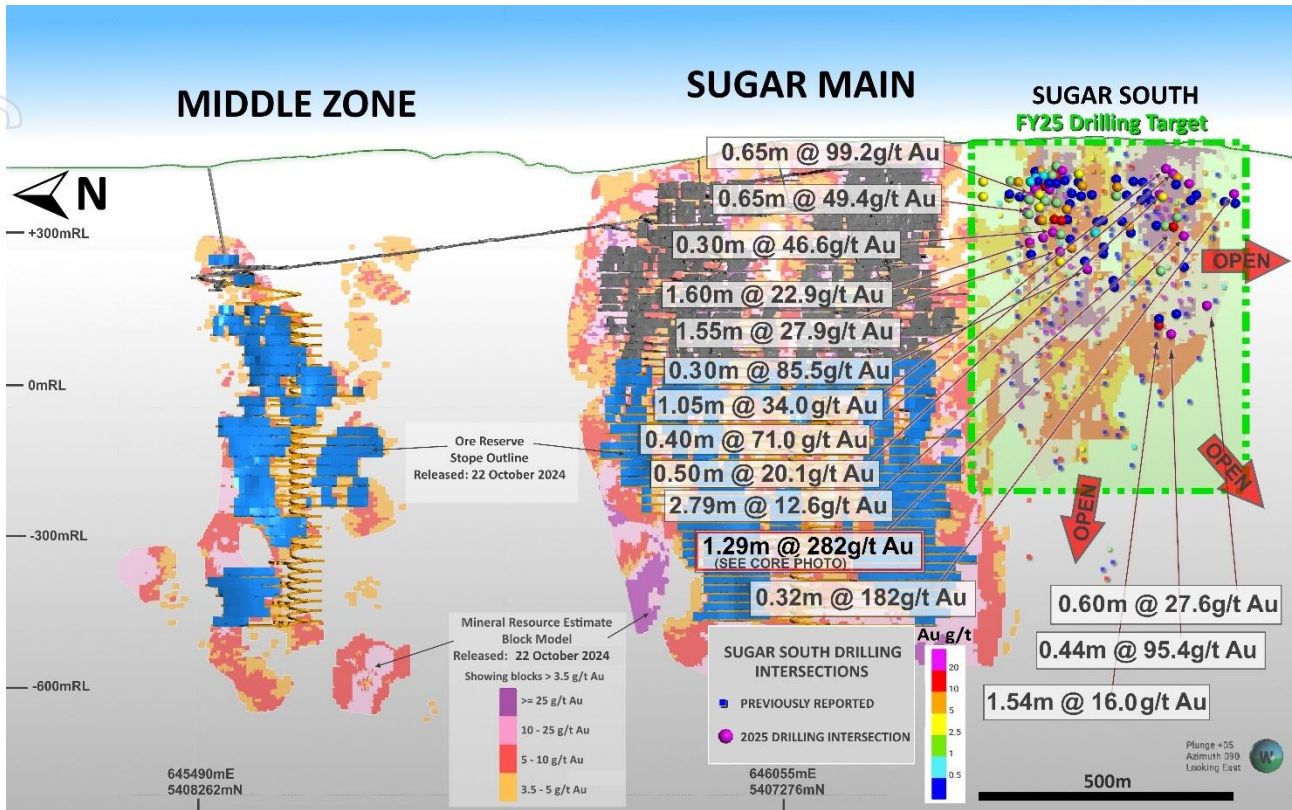 MIDDLE ZONE
SUGAR MAIN
SUGAR SOUTH
FY25 Drilling Target
N
+300mRL
0mRL
-300mRL
-600mRL
0.65m @ 99.2g/t Au
0.65m @ 49.4g/t Au
0.30m @ 46.6g/t Au
1.60m @ 22.9g/t Au
1.55m @ 27.9g/t Au
0.30m @ 85.5g/t Au
1.05m @ 34.0g/t Au
0.40m @ 71.0 g/t Au
0.50m @ 20.1g/t Au
2.79m @ 12.6g/t Au
1.29m @ 282g/t Au
(SEE CORE PHOTO)
0.32m @ 182g/t Au
OPEN
OPEN
OPEN
0.60m @ 27.6g/t Au
0.44m @ 95.4g/t Au
1.54m @ 16.0g/t Au
Ore Reserve
Stope Outline
Released: 22 October 2024
Mineral Resource Estimate
Block Model
Released: 22 October 2024
Showing blocks > 3.5 g/t Au
>= 25 g/t Au
10 - 25 g/t Au
5 - 10 g/t Au
3.5 - 5 g/t Au
SUGAR SOUTH DRILLING
INTERSECTIONS
PREVIOUSLY REPORTED
2025 DRILLING INTERSECTION
Au g/t
20
10
5
2.5
1
0.5
645490mE
5408262mN
646055mE
5407276mN
500m
Plunge +05
Azimuth 090
Looking East
W